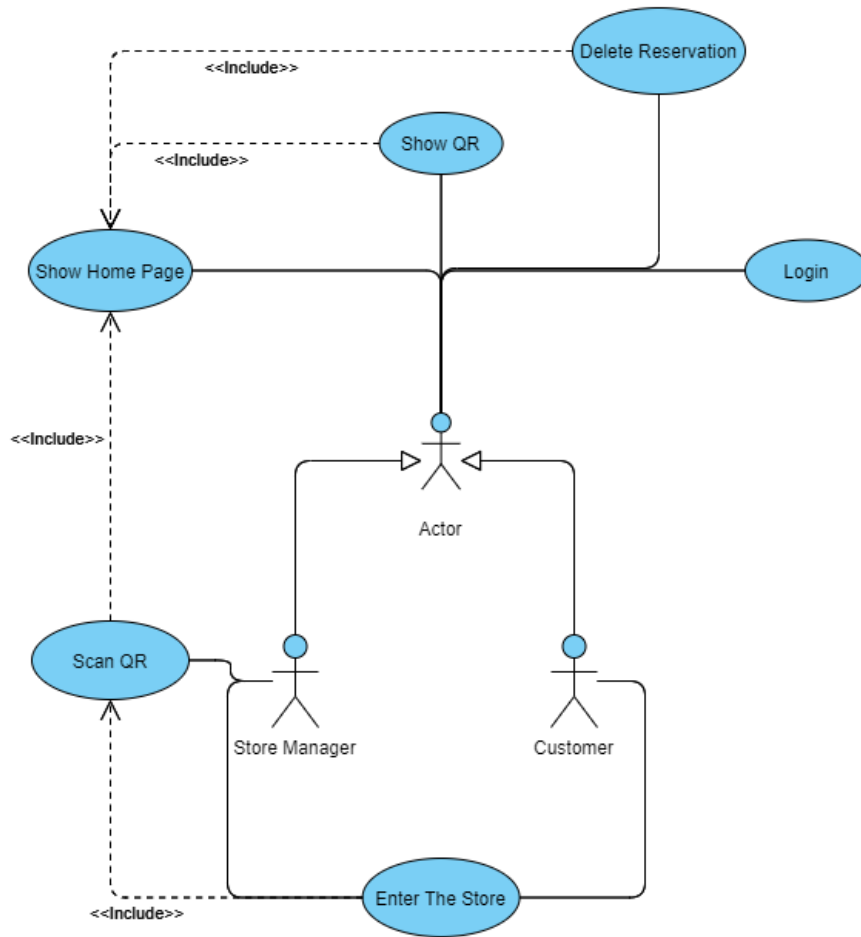 Delete Reservation
<<Include>>
Show QR
<<Include>>
Show Home Page
Login
<<Include>>
Actor
Scan QR
Store Manager
Customer
Enter The Store
<<Include>>